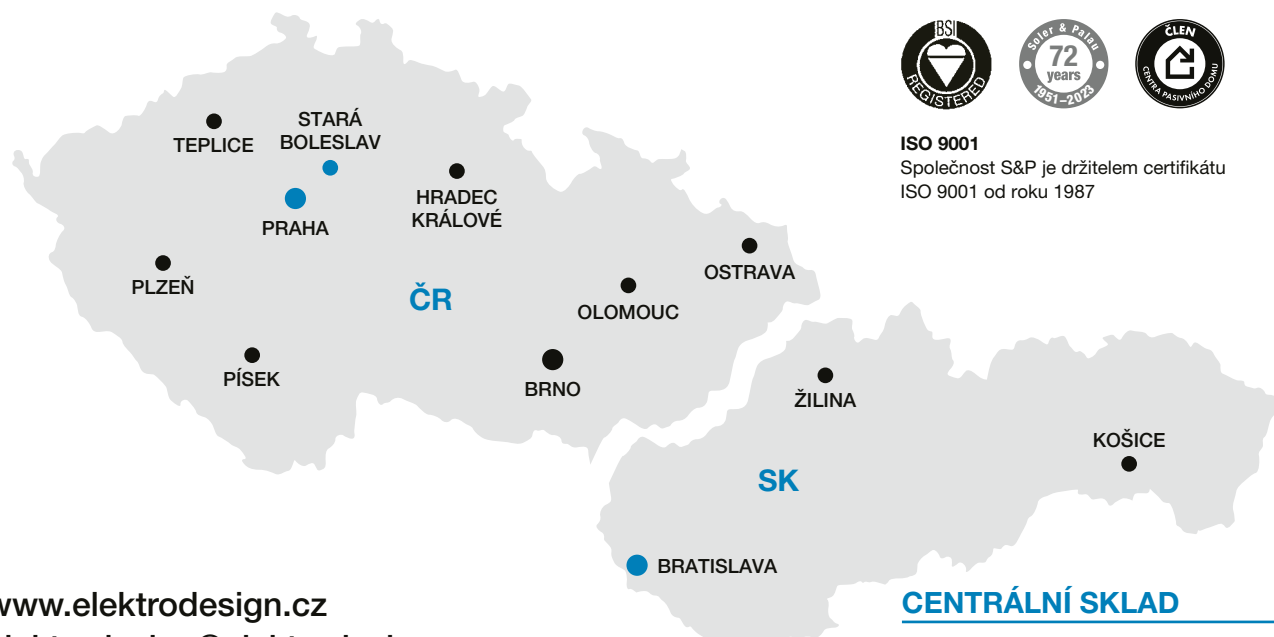 BSI
REGISTERED
Soler & Palau
72
years
1951–2023
ČLEN
CENTRA PASIVNÍHO DOMU
ISO 9001
Společnost S&P je držitelem certifikátu
ISO 9001 od roku 1987
TEPLICE
STARÁ
BOLESLAV
PRAHA
HRADEC
KRÁLOVÉ
PLZEŇ
ČR
OSTRAVA
OLOMOUC
PÍSEK
BRNO
ŽILINA
KOŠICE
SK
BRATISLAVA
www.elektrodesign.cz
CENTRÁLNÍ SKLAD